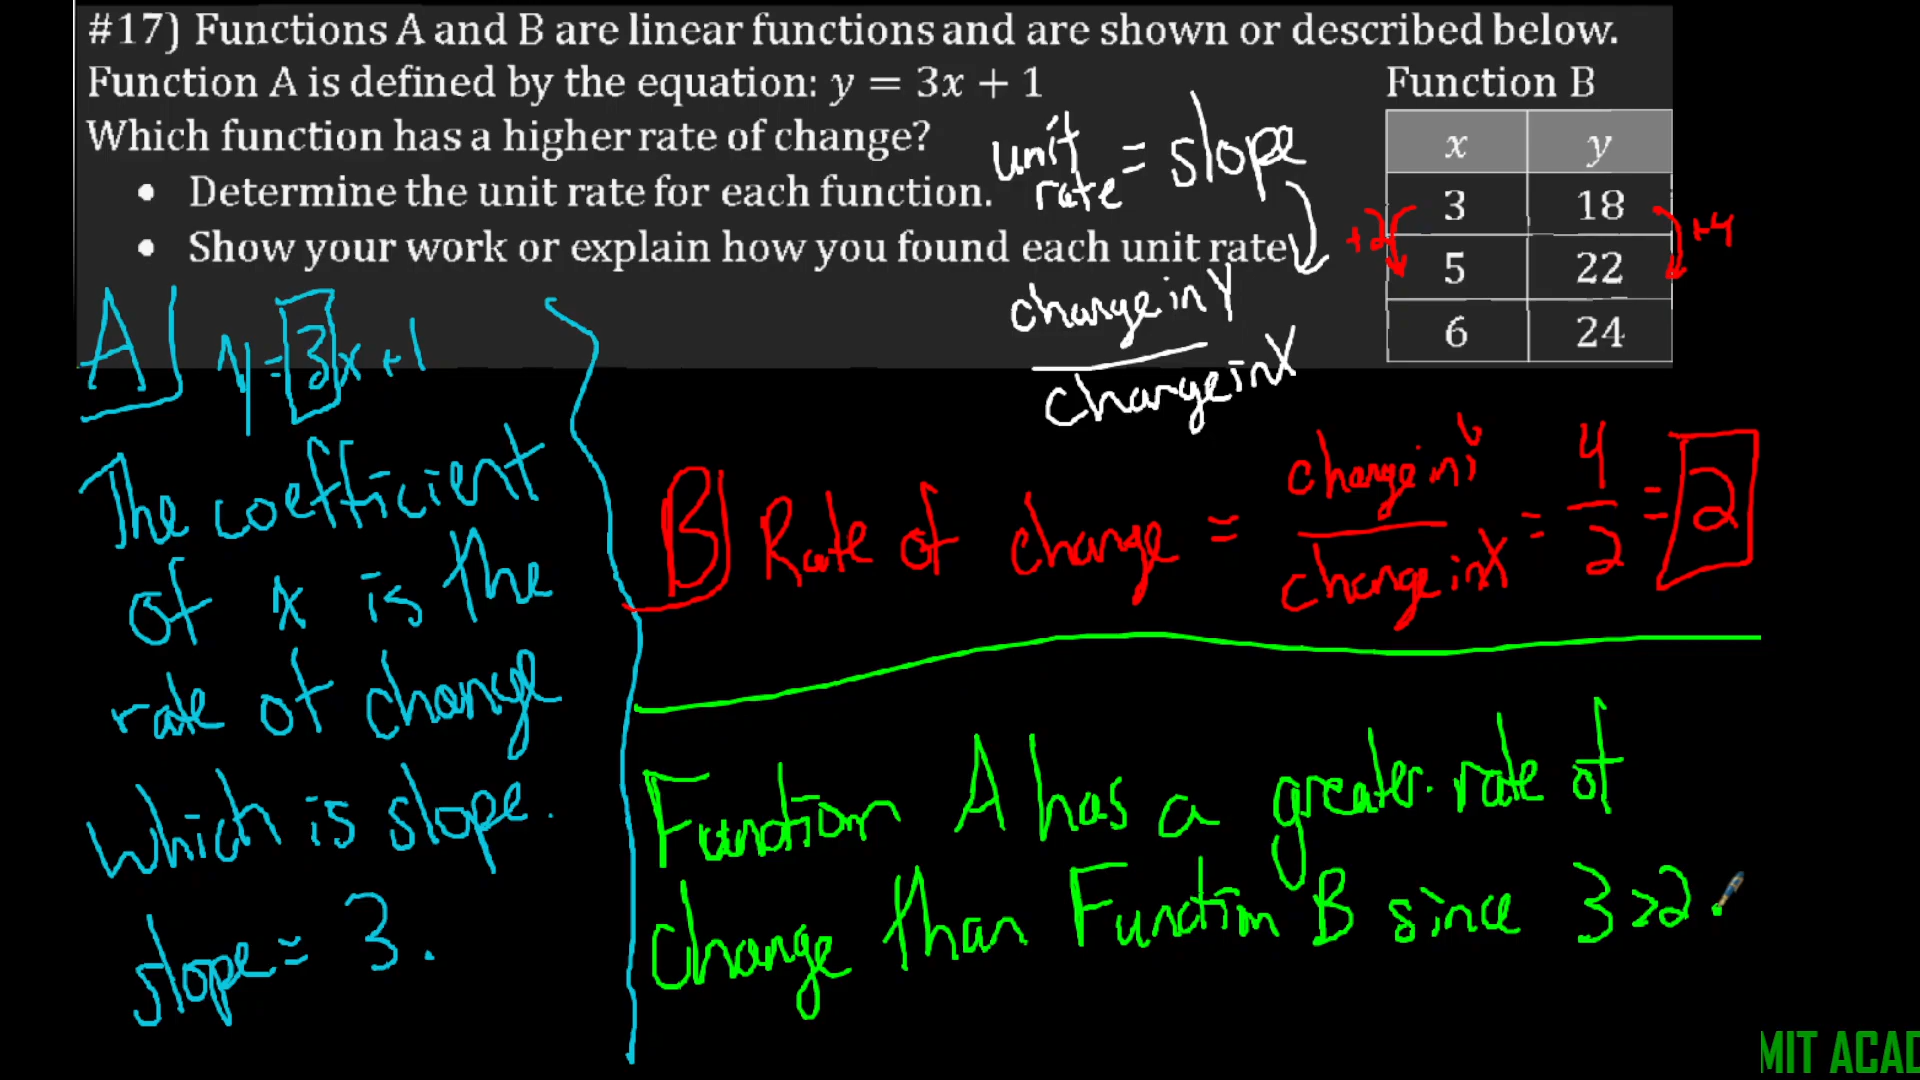 #17) Functions A and B are linear functions and are shown or described below.
Function A is defined by the equation: y = 3x + 1
Which function has a higher rate of change?
• Determine the unit rate for each function.
• Show your work or explain how you found each unit rate
unit rate = slope
change in Y
change in X
Function B
x y
3 18
5 22
6 24
+2
+4
A y = 3x + 1
The coefficient
of x is the
rate of change
which is slope.
slope = 3.
B Rate of change = change in y / change in X = 4/2 = 2
Function A has a greater rate of
change than Function B since 3>2.
MIT ACAD